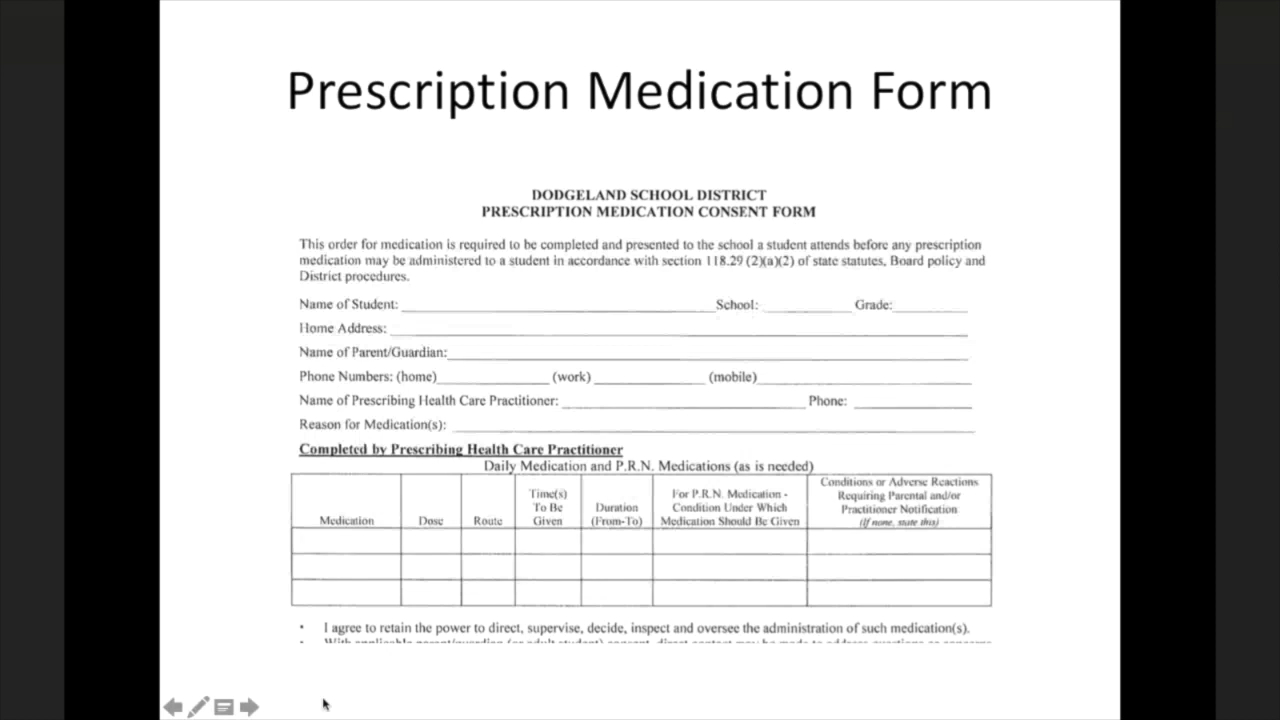 Prescription Medication Form
DODGELAND SCHOOL DISTRICT
PRESCRIPTION MEDICATION CONSENT FORM
This order for medication is required to be completed and presented to the school a student attends before any prescription
medication may be administered to a student in accordance with section 118.29 (2)(a)(2) of state statutes, Board policy and
District procedures.
Name of Student: School: Grade:
Home Address:
Name of Parent/Guardian:
Phone Numbers: (home) (work) (mobile)
Name of Prescribing Health Care Practitioner: Phone:
Reason for Medication(s):
Completed by Prescribing Health Care Practitioner
Daily Medication and P.R.N. Medications (as is needed)
Medication
Dose
Route
Time(s)
To Be
Given
Duration
(From-To)
For P.R.N. Medication -
Condition Under Which
Medication Should Be Given
Conditions or Adverse Reactions
Requiring Parental and/or
Practitioner Notification
(If none, state this)
• I agree to retain the power to direct, supervise, decide, inspect and oversee the administration of such medication(s).